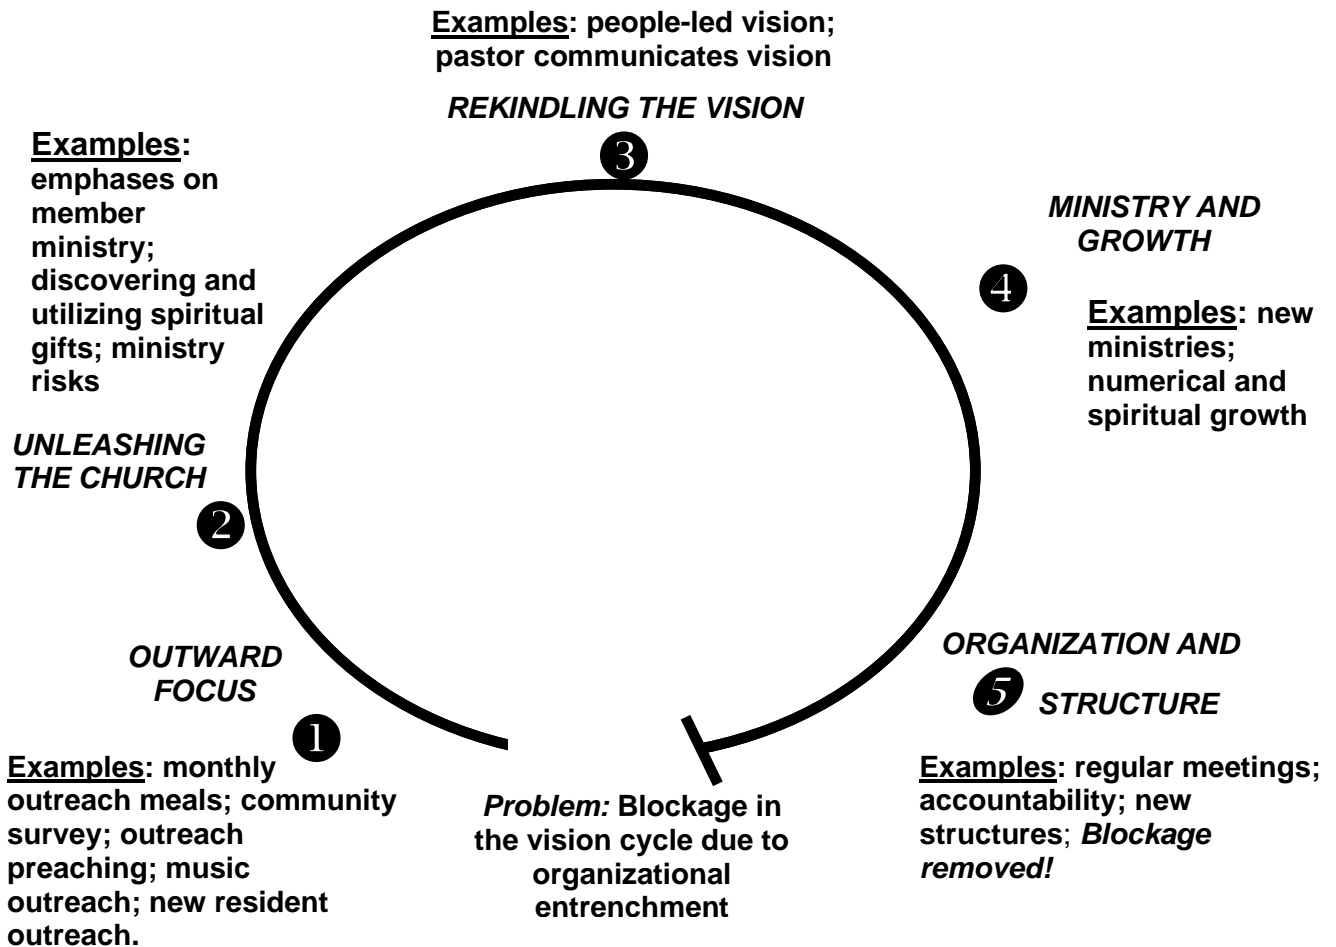 Examples: people-led vision;
pastor communicates vision
REKINDLING THE VISION
3
Examples:
emphases on
member
ministry;
discovering and
utilizing spiritual
gifts; ministry
risks
UNLEASHING
THE CHURCH
2
MINISTRY AND
GROWTH
4
Examples: new
ministries;
numerical and
spiritual growth
OUTWARD
FOCUS
1
Examples: monthly
outreach meals; community
survey; outreach
preaching; music
outreach; new resident
outreach.
Problem: Blockage in
the vision cycle due to
organizational
entrenchment
ORGANIZATION AND
5 STRUCTURE
Examples: regular meetings;
accountability; new
structures; Blockage
removed!